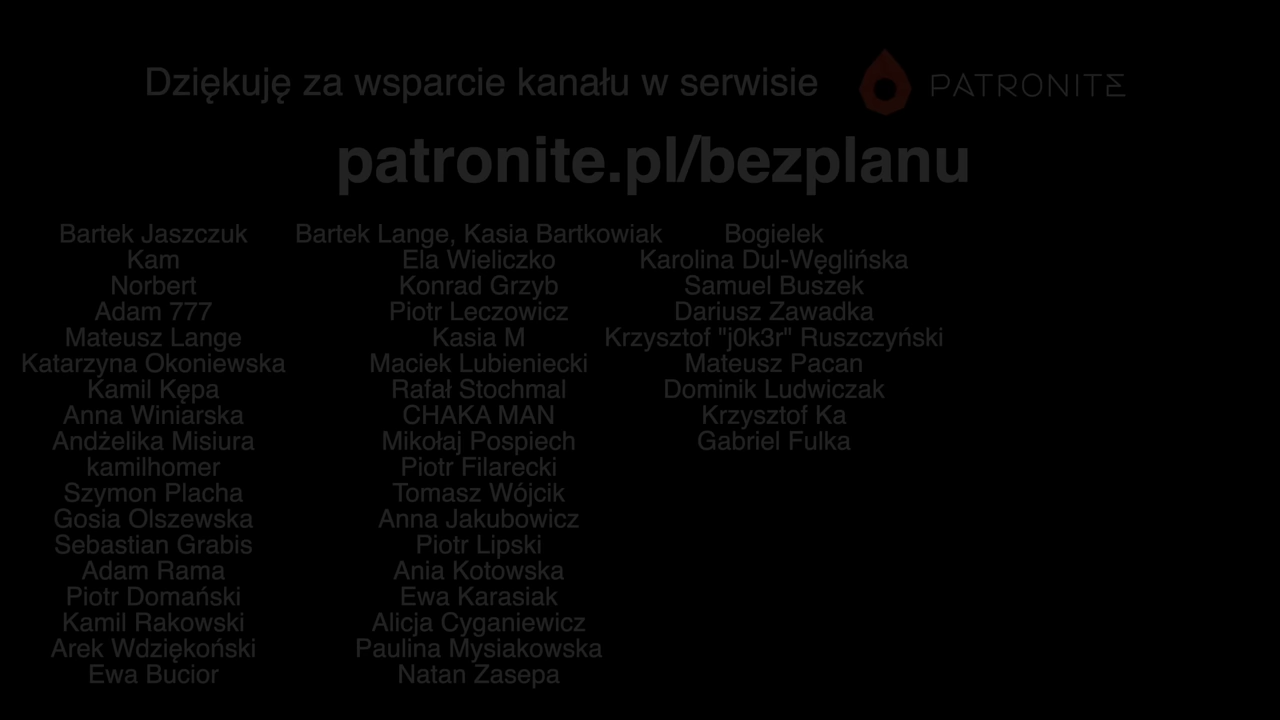 Dziękuję za wsparcie kanału w serwisie PATRONITE
patronite.pl/bezplanu
Bartek Jaszczuk
Kam
Norbert
Adam 777
Mateusz Lange
Katarzyna Okoniewska
Kamil Kępa
Anna Winiarska
Andżelika Misiura
kamilhomer
Szymon Placha
Gosia Olszewska
Sebastian Grabis
Adam Rama
Piotr Domański
Kamil Rakowski
Arek Wdziękoński
Ewa Bucior
Bartek Lange, Kasia Bartkowiak
Ela Wieliczko
Konrad Grzyb
Piotr Leczowicz
Kasia M
Maciek Lubieniecki
Rafał Stochmal
CHAKA MAN
Mikołaj Pospiech
Piotr Filarecki
Tomasz Wójcik
Anna Jakubowicz
Piotr Lipski
Ania Kotowska
Ewa Karasiak
Alicja Cyganiewicz
Paulina Mysiakowska
Natan Zasepa
Bogielek
Karolina Dul-Węglińska
Samuel Buszek
Dariusz Zawadka
Krzysztof "j0k3r" Ruszczyński
Mateusz Pacan
Dominik Ludwiczak
Krzysztof Ka
Gabriel Fulka